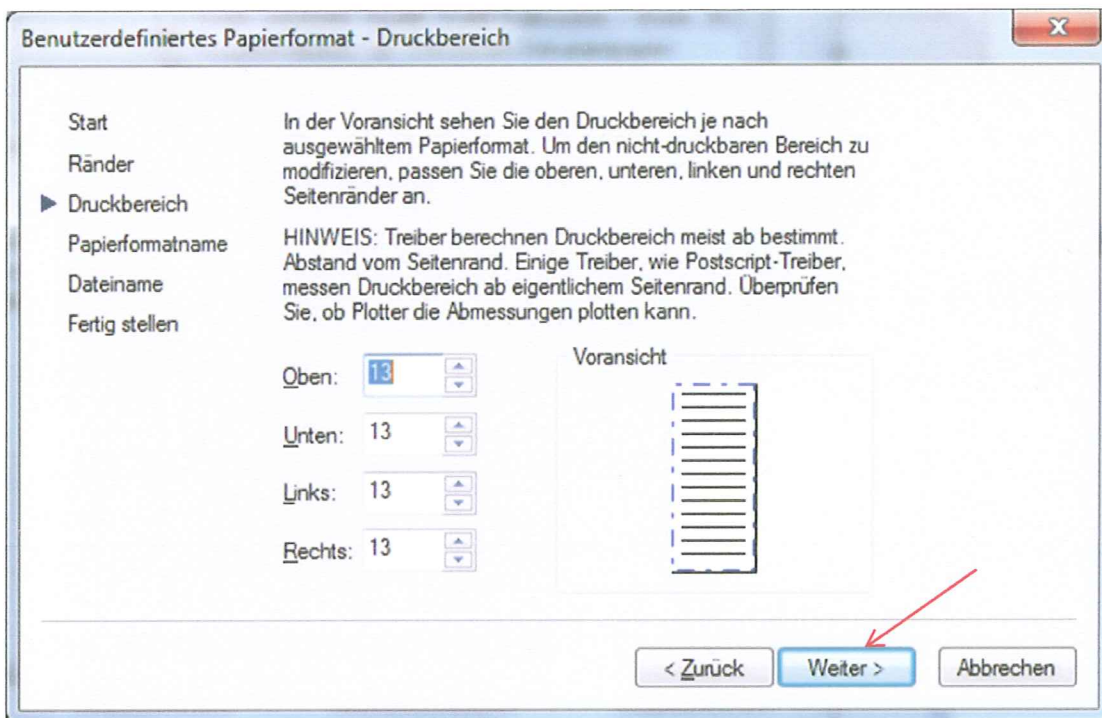 Benutzerdefiniertes Papierformat - Druckbereich
Start
Ränder
Druckbereich
Papierformatname
Dateiname
Fertig stellen
In der Voransicht sehen Sie den Druckbereich je nach
ausgewähltem Papierformat. Um den nicht-druckbaren Bereich zu
modifizieren, passen Sie die oberen, unteren, linken und rechten
Seitenränder an.
HINWEIS: Treiber berechnen Druckbereich meist ab bestimmt.
Abstand vom Seitenrand. Einige Treiber, wie Postscript-Treiber,
messen Druckbereich ab eigentlichem Seitenrand. Überprüfen
Sie, ob Plotter die Abmessungen plotten kann.
Oben: 13
Unten: 13
Links: 13
Rechts: 13
Voransicht
< Zurück
Weiter >
Abbrechen